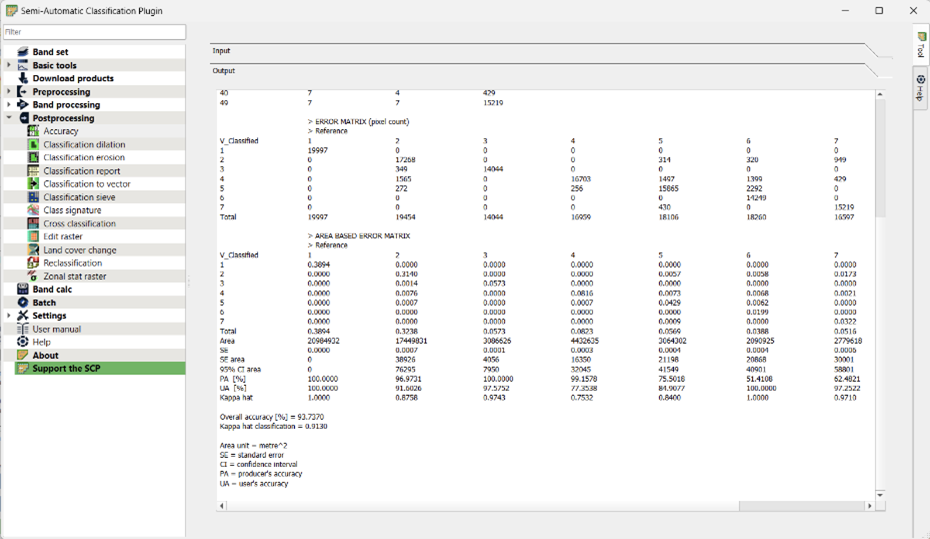 Semi-Automatic Classification Plugin
Filter
Band set
Basic tools
Download products
Preprocessing
Band processing
Postprocessing
Accuracy
Classification dilation
Classification erosion
Classification report
Classification to vector
Classification sieve
Class signature
Cross classification
Edit raster
Land cover change
Reclassification
Zonal stat raster
Band calc
Batch
Settings
User manual
Help
About
Support the SCP
Input
Output
40 7 4 429
49 7 7 15219
> ERROR MATRIX (pixel count)
> Reference
V_Classified 1 2 3 4 5 6 7
1 19997 0 0 0 0 0 0
2 0 17268 0 0 314 320 949
3 0 349 14044 0 0 0 0
4 0 1565 0 16703 1497 1399 429
5 0 272 0 256 15865 2292 0
6 0 0 0 0 0 14249 0
7 0 0 0 0 430 0 15219
Total 19997 19454 14044 16959 18106 18260 16597
> AREA BASED ERROR MATRIX
> Reference
V_Classified 1 2 3 4 5 6 7
1 0.3894 0.0000 0.0000 0.0000 0.0000 0.0000 0.0000
2 0.0000 0.3140 0.0000 0.0000 0.0057 0.0058 0.0173
3 0.0000 0.0014 0.0573 0.0000 0.0000 0.0000 0.0000
4 0.0000 0.0076 0.0000 0.0816 0.0073 0.0068 0.0021
5 0.0000 0.0007 0.0000 0.0007 0.0429 0.0062 0.0000
6 0.0000 0.0000 0.0000 0.0000 0.0000 0.0199 0.0000
7 0.0000 0.0000 0.0000 0.0000 0.0009 0.0000 0.0322
Total 0.3894 0.3238 0.0573 0.0823 0.0569 0.0388 0.0516
Area 20984932 17449831 3086626 4432635 3064302 2090925 2779618
SE 0.0000 0.0007 0.0001 0.0003 0.0004 0.0004 0.0006
SE area 0 38926 4056 16350 21198 20868 30001
95% CI area 0 76295 7950 32045 41549 40901 58801
PA [%] 100.0000 96.9731 100.0000 99.1578 75.5018 51.4108 62.4821
UA [%] 100.0000 91.6026 97.5752 77.3538 84.9077 100.0000 97.2522
Kappa hat 1.0000 0.8758 0.9743 0.7532 0.8400 1.0000 0.9710
Overall accuracy [%] = 93.7370
Kappa hat classification = 0.9130
Area unit = metre^2
SE = standard error
CI = confidence interval
PA = producer's accuracy
UA = user's accuracy
Tool
Help